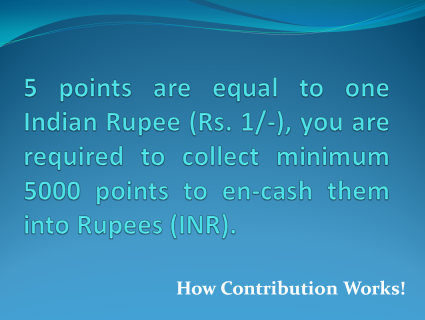 5 points are equal to one
Indian Rupee (Rs. 1/-), you are
required to collect minimum
5000 points to en-cash them
into Rupees (INR).
How Contribution Works!